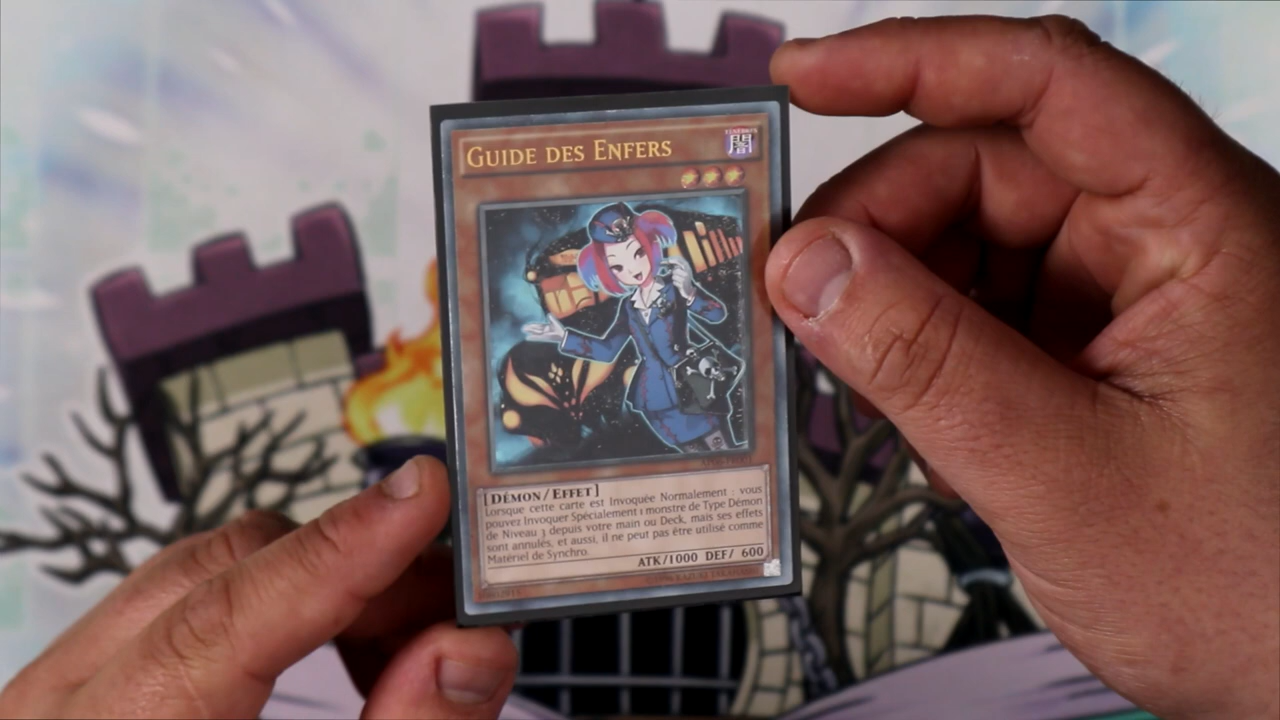 GUIDE DES ENFERS
闇
[DÉMON/EFFET]
Lorsque cette carte est Invoquée Normalement : vous
pouvez Invoquer Spécialement 1 monstre de Type Démon
de Niveau 3 depuis votre main ou Deck, mais ses effets
sont annulés, et aussi, il ne peut pas être utilisé comme
Matériel de Synchro.
ATK/1000 DEF/ 600